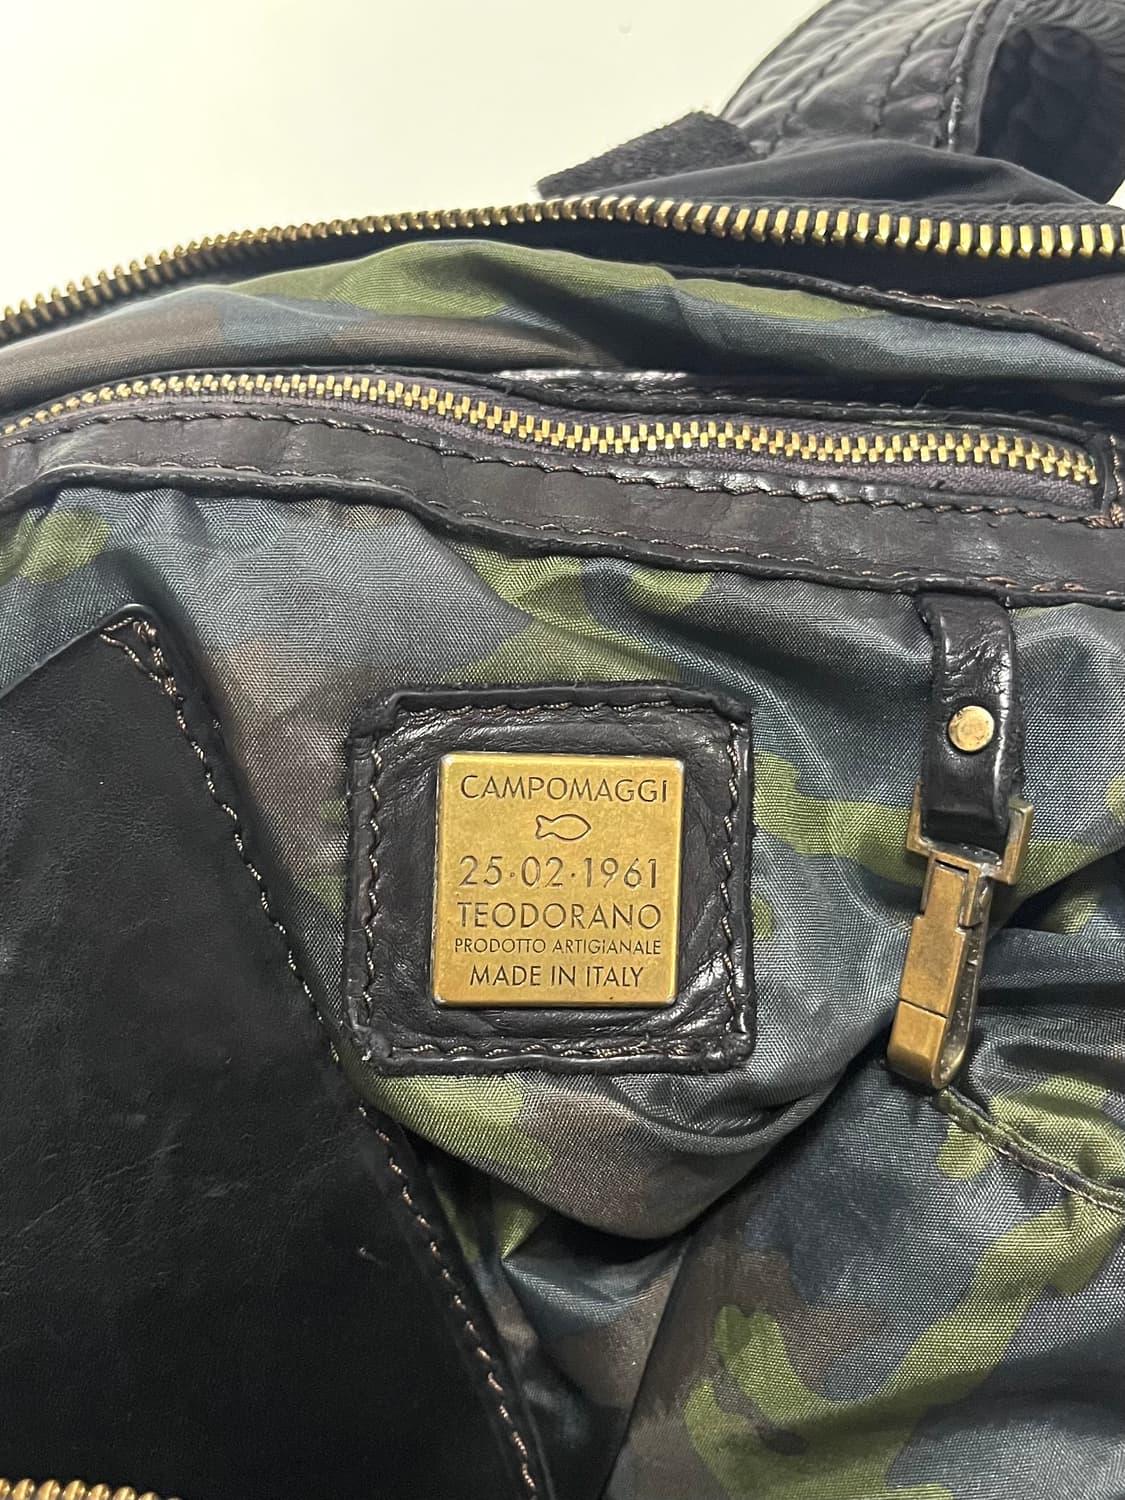 CAMPOMAGGI
25·02·1961
TEODORANO
PRODOTTO ARTIGIANALE
MADE IN ITALY